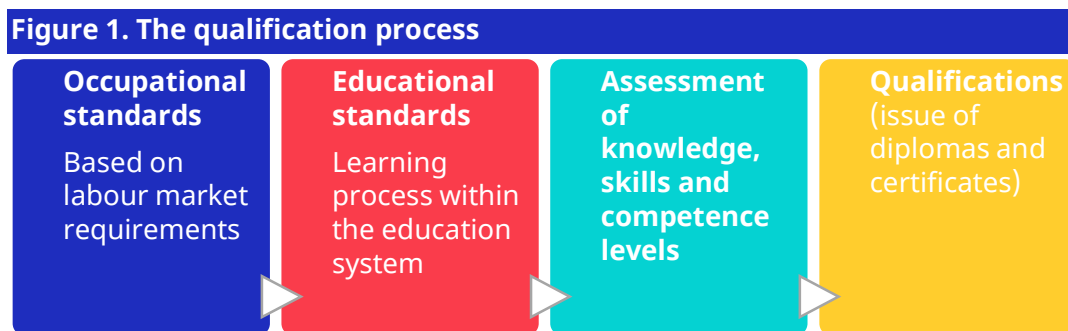 Figure 1. The qualification process
Occupational
standards
Based on
labour market
requirements
Educational
standards
Learning
process within
the education
system
Assessment
of
knowledge,
skills and
competence
levels
Qualifications
(issue of
diplomas and
certificates)